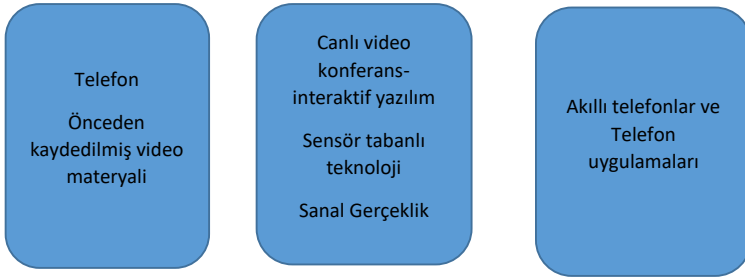 Telefon
Önceden
kaydedilmiş video
materyali
Canlı video
konferans-
interaktif yazılım
Sensör tabanlı
teknoloji
Sanal Gerçeklik
Akıllı telefonlar ve
Telefon
uygulamaları